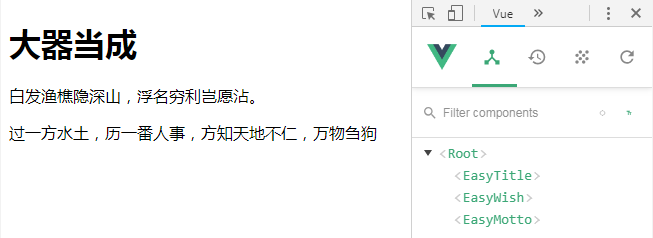 大器当成
白发渔樵隐深山，浮名穷利岂愿沾。
过一方水土，历一番人事，方知天地不仁，万物刍狗
Vue
Filter components
<Root>
<EasyTitle>
<EasyWish>
<EasyMotto>